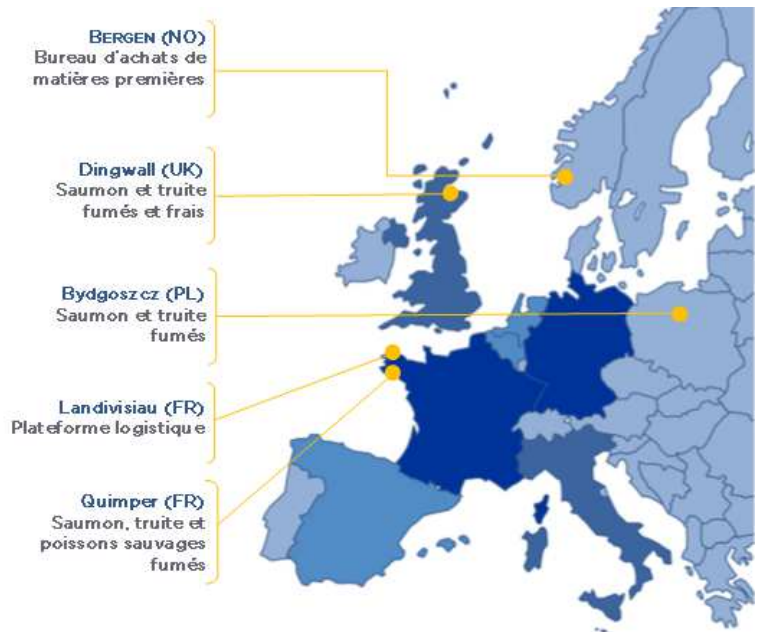 BERGEN (NO)
Bureau d'achats de
matières premières
Dingwall (UK)
Saumon et truite
fumés et frais
Bydgoszcz (PL)
Saumon et truite
fumés
Landivisiau (FR)
Plateforme logistique
Quimper (FR)
Saumon, truite et
poissons sauvages
fumés